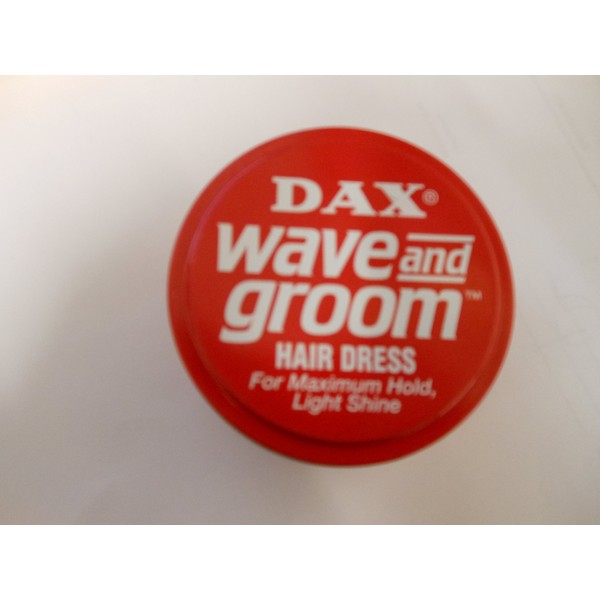 DAX®
wave and
groom™
HAIR DRESS
For Maximum Hold,
Light Shine